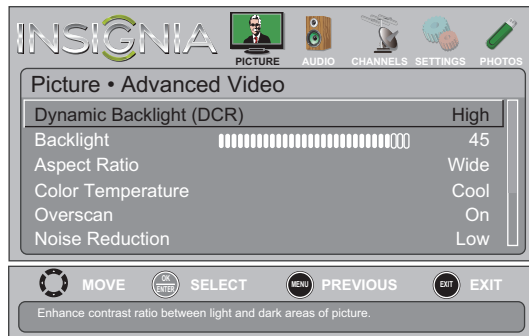 INSIGNIA
PICTURE AUDIO CHANNELS SETTINGS PHOTOS
Picture • Advanced Video
Dynamic Backlight (DCR) High
Backlight 45
Aspect Ratio Wide
Color Temperature Cool
Overscan On
Noise Reduction Low
MOVE OK ENTER SELECT MENU PREVIOUS EXIT EXIT
Enhance contrast ratio between light and dark areas of picture.